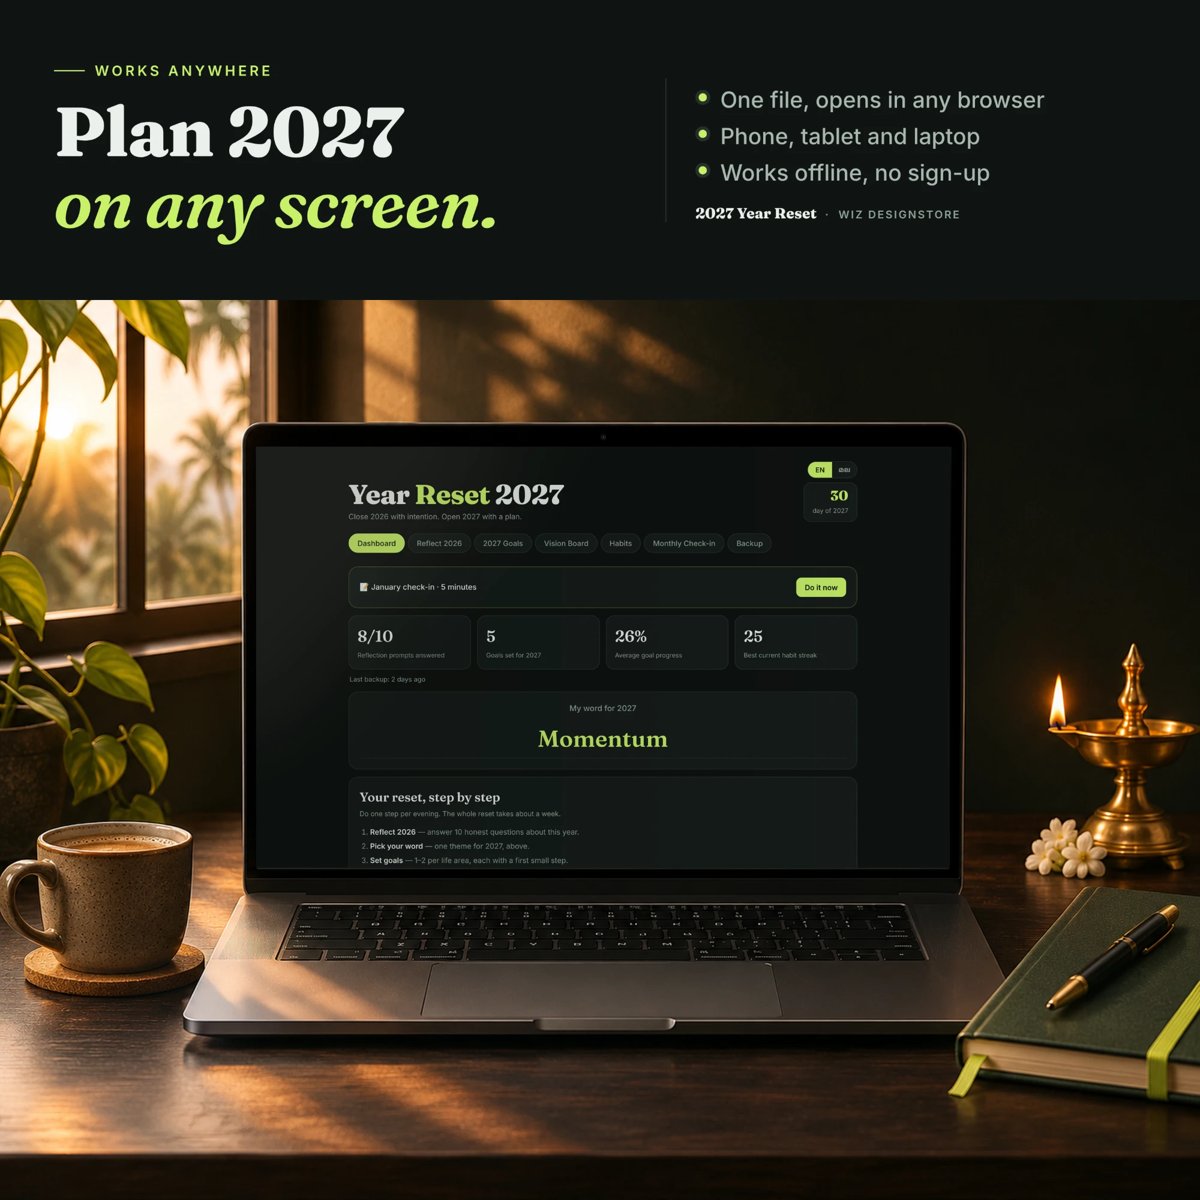 WORKS ANYWHERE
Plan 2027
on any screen.
One file, opens in any browser
Phone, tablet and laptop
Works offline, no sign-up
2027 Year Reset · WIZ DESIGNSTORE
EN മല
Year Reset 2027
Close 2026 with intention. Open 2027 with a plan.
30
day of 2027
Dashboard Reflect 2026 2027 Goals Vision Board Habits Monthly Check-in Backup
January check-in · 5 minutes
Do it now
8/10
Reflection prompts answered
5
Goals set for 2027
26%
Average goal progress
25
Best current habit streak
Last backup: 2 days ago
My word for 2027
Momentum
Your reset, step by step
Do one step per evening. The whole reset takes about a week.
1. Reflect 2026 — answer 10 honest questions about this year.
2. Pick your word — one theme for 2027, above.
3. Set goals — 1–2 per life area, each with a first small step.